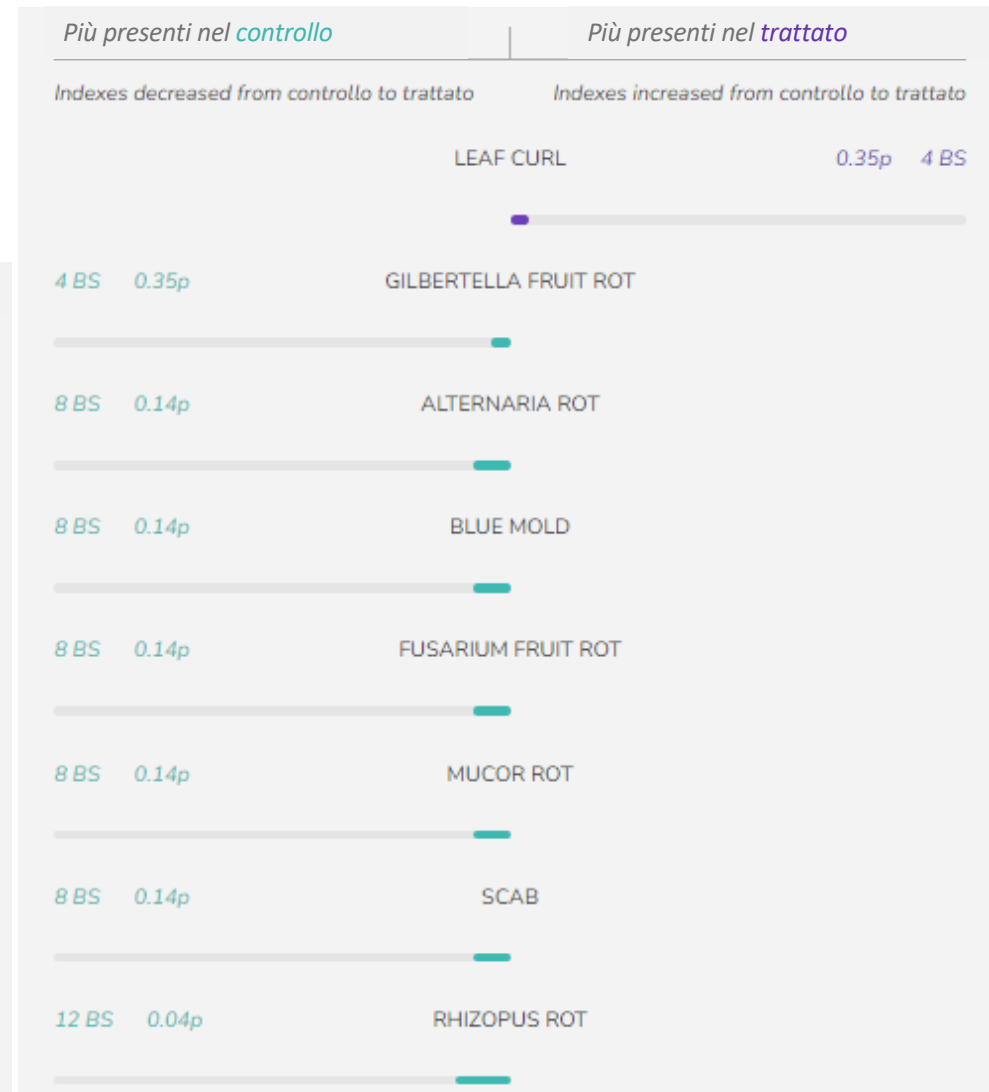 Più presenti nel controllo Più presenti nel trattato
Indexes decreased from controllo to trattato Indexes increased from controllo to trattato
LEAF CURL 0.35p 4 BS
4 BS 0.35p GILBERTELLA FRUIT ROT
8 BS 0.14p ALTERNARIA ROT
8 BS 0.14p BLUE MOLD
8 BS 0.14p FUSARIUM FRUIT ROT
8 BS 0.14p MUCOR ROT
8 BS 0.14p SCAB
12 BS 0.04p RHIZOPUS ROT